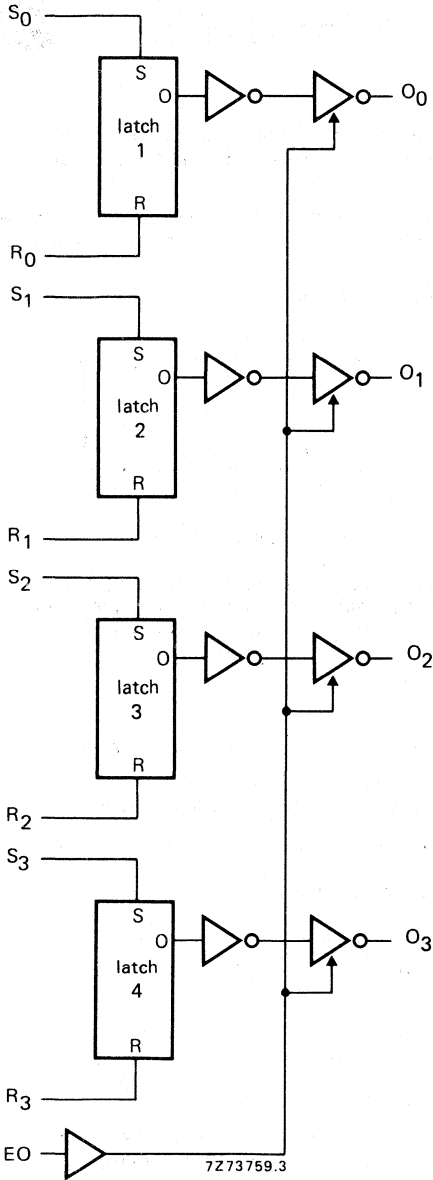 S0
S
O
O0
latch
1
R
R0
S1
S
O
O1
latch
2
R
R1
S2
S
O
O2
latch
3
R
R2
S3
S
O
O3
latch
4
R
R3
EO
7Z73759.3